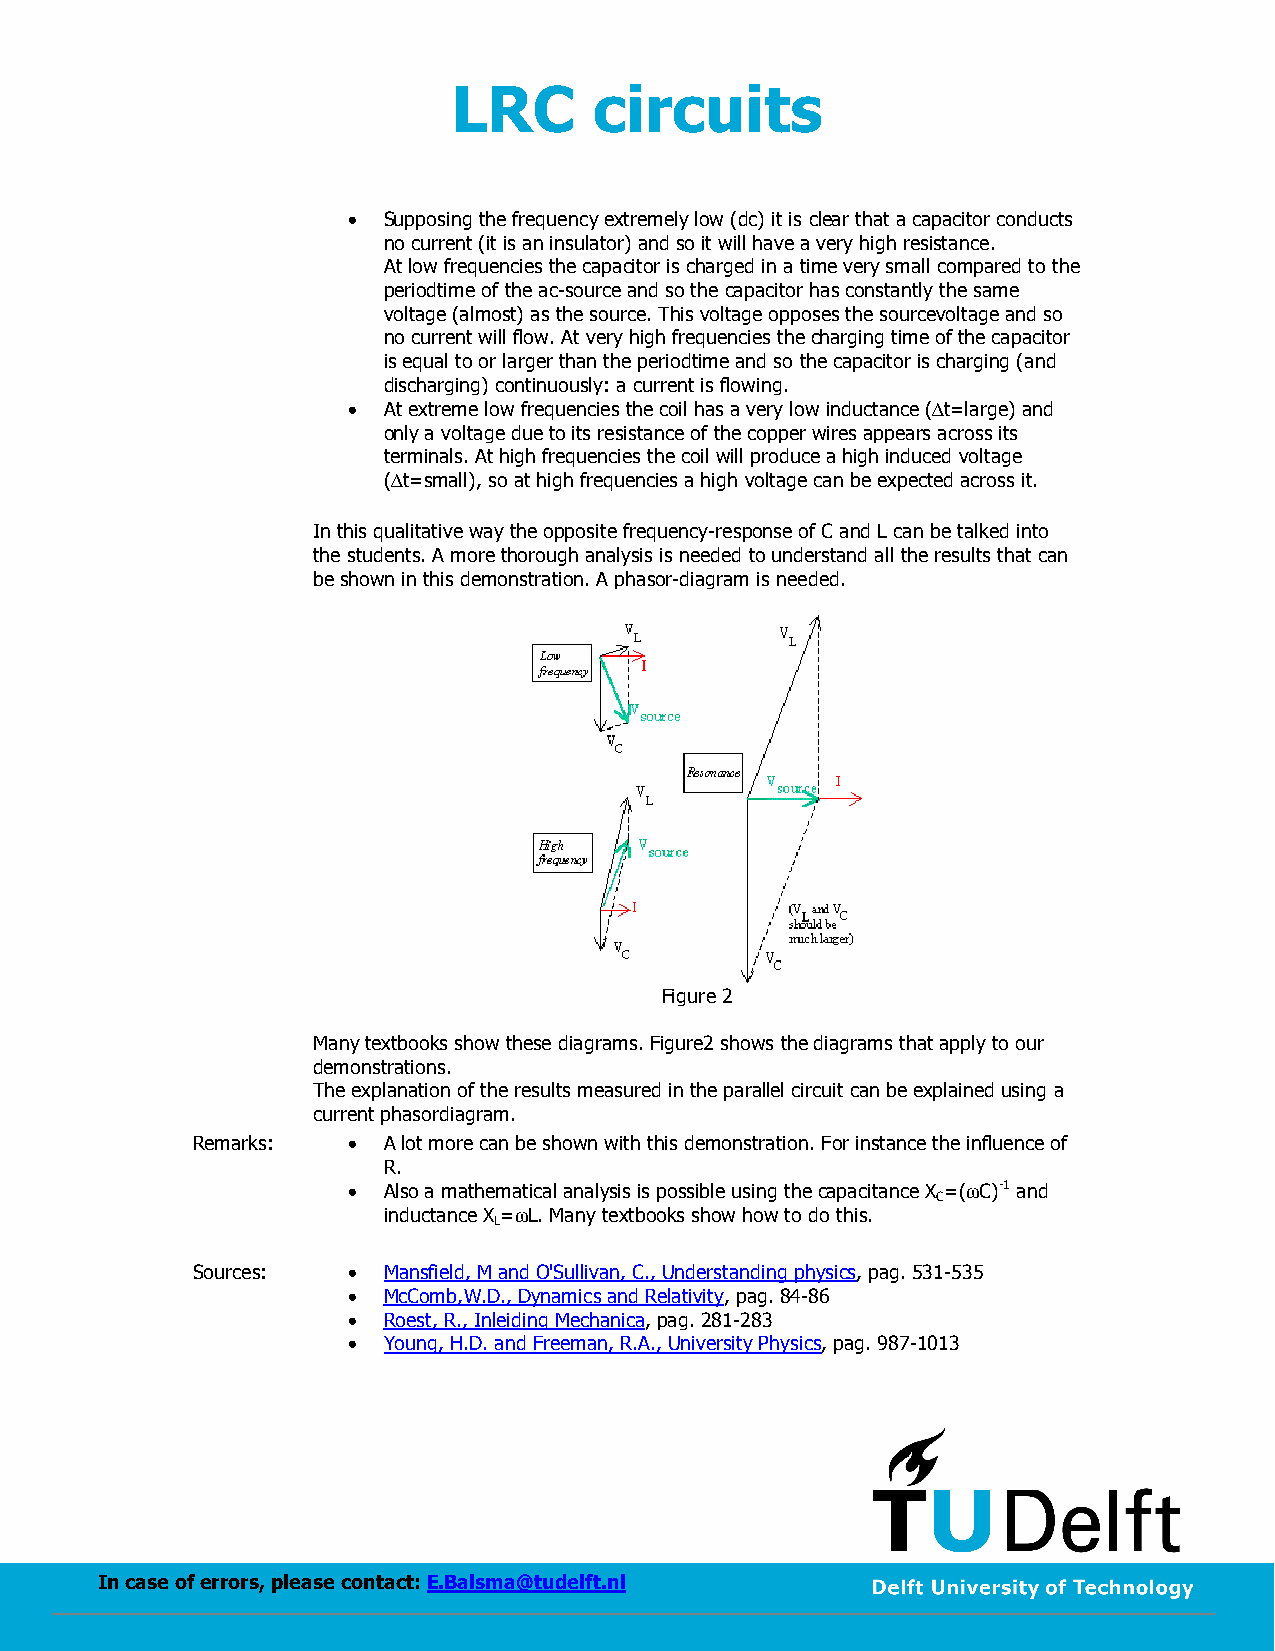 LRC circuits
• Supposing the frequency extremely low (dc) it is clear that a capacitor conducts
no current (it is an insulator) and so it will have a very high resistance.
At low frequencies the capacitor is charged in a time very small compared to the
periodtime of the ac-source and so the capacitor has constantly the same
voltage (almost) as the source. This voltage opposes the sourcevoltage and so
no current will flow. At very high frequencies the charging time of the capacitor
is equal to or larger than the periodtime and so the capacitor is charging (and
discharging) continuously: a current is flowing.
• At extreme low frequencies the coil has a very low inductance (Δt=large) and
only a voltage due to its resistance of the copper wires appears across its
terminals. At high frequencies the coil will produce a high induced voltage
(Δt=small), so at high frequencies a high voltage can be expected across it.
In this qualitative way the opposite frequency-response of C and L can be talked into
the students. A more thorough analysis is needed to understand all the results that can
be shown in this demonstration. A phasor-diagram is needed.
V_L
Low
frequency
I
V_source
V_C
V_L
Resonance
V_source
I
V_L
High
frequency
V_source
I
V_C
(V_L and V_C
should be
much larger)
V_C
Figure 2
Many textbooks show these diagrams. Figure2 shows the diagrams that apply to our
demonstrations.
The explanation of the results measured in the parallel circuit can be explained using a
current phasordiagram.
Remarks: • A lot more can be shown with this demonstration. For instance the influence of
R.
• Also a mathematical analysis is possible using the capacitance X_C=(ωC)^-1 and
inductance X_L=ωL. Many textbooks show how to do this.
Sources: • Mansfield, M and O'Sullivan, C., Understanding physics, pag. 531-535
• McComb,W.D., Dynamics and Relativity, pag. 84-86
• Roest, R., Inleiding Mechanica, pag. 281-283
• Young, H.D. and Freeman, R.A., University Physics, pag. 987-1013
TUDelft
In case of errors, please contact: E.Balsma@tudelft.nl
Delft University of Technology